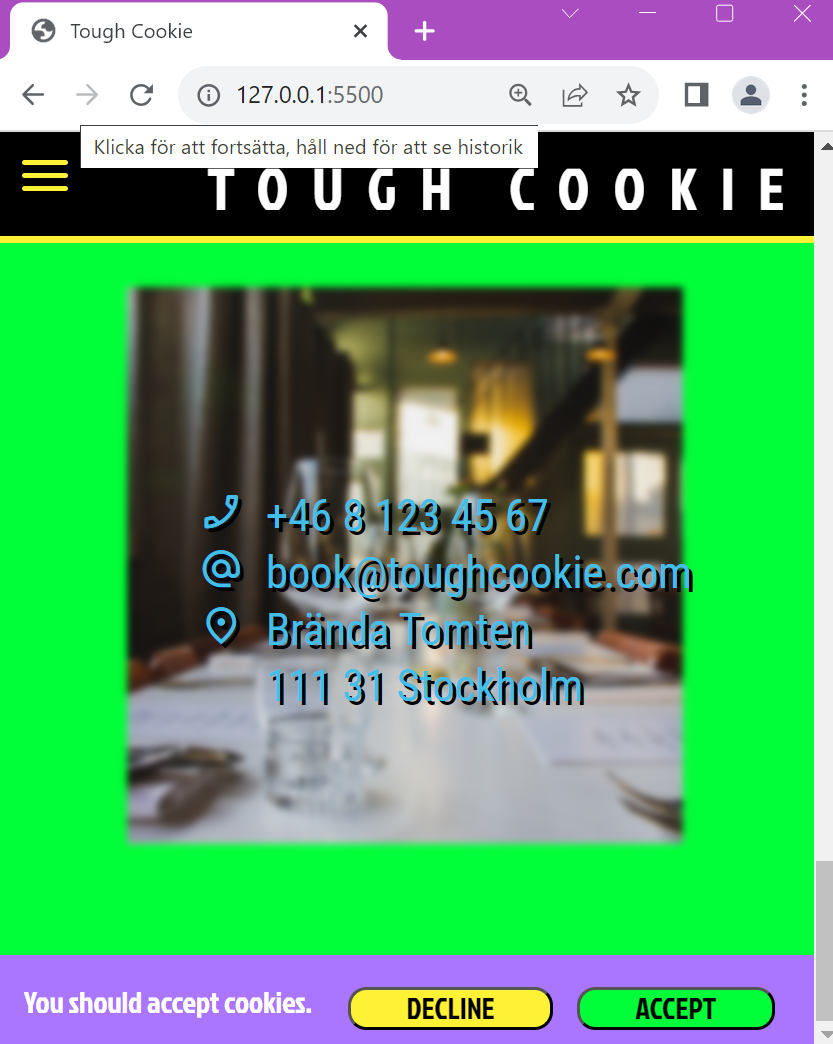 Tough Cookie
127.0.0.1:5500
Klicka för att fortsätta, håll ned för att se historik
TOUGH COOKIE
+46 8 123 45 67
book@toughcookie.com
Brända Tomten
111 31 Stockholm
You should accept cookies.
DECLINE
ACCEPT